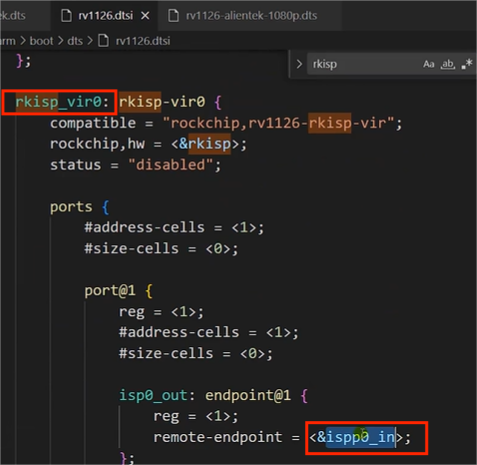 ek.dts rv1126.dtsi × rv1126-alientek-1080p.dts
arm > boot > dts > rv1126.dtsi
};
> rkisp Aa ab .*
rkisp_vir0: rkisp-vir0 {
compatible = "rockchip,rv1126-rkisp-vir";
rockchip,hw = <&rkisp>;
status = "disabled";
ports {
#address-cells = <1>;
#size-cells = <0>;
port@1 {
reg = <1>;
#address-cells = <1>;
#size-cells = <0>;
isp0_out: endpoint@1 {
reg = <1>;
remote-endpoint = <&ispp0_in>;
};